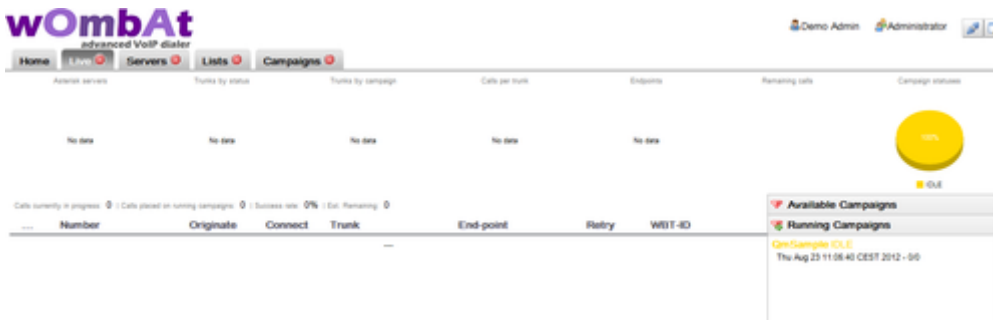 wOmbAt
advanced VoIP dialer
Demo Admin Administrator
Home Live Servers Lists Campaigns
Asterisk servers Trunks by status Trunks by campaign Calls per trunk Endpoints Remaining calls Campaign statuses
No data No data No data No data No data 100%
IDLE
Calls currently in progress: 0 | Calls placed on running campaigns: 0 | Success rate: 0% | Est. Remaining: 0
... Number Originate Connect Trunk End-point Retry WBT-ID
Available Campaigns
Running Campaigns
QmSample IDLE
Thu Aug 23 11:06:40 CEST 2012 - 0/0
---